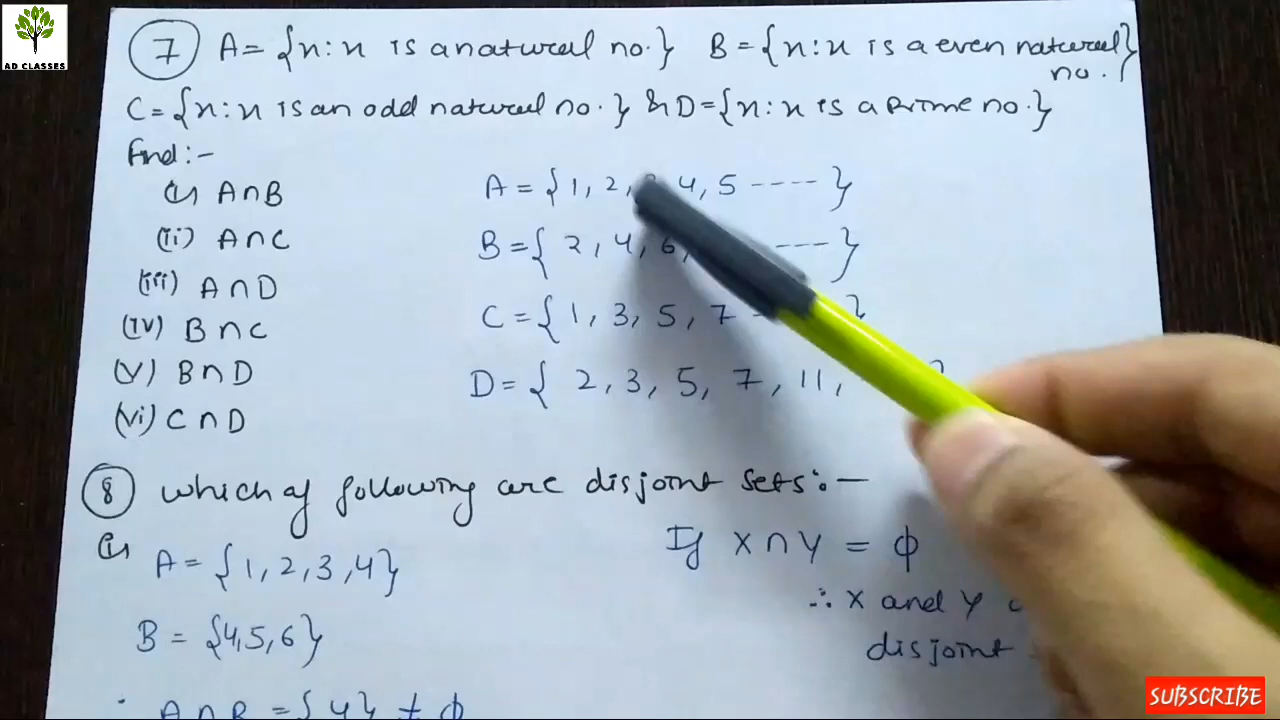 AD CLASSES
7 A = {x : x is a natural no.} B = {x : x is a even natural
no.}
C = {x : x is an odd natural no.} & D = {x : x is a Prime no.}
Find :-
(i) A∩B
(ii) A∩C
(iii) A∩D
(iv) B∩C
(v) B∩D
(vi) C∩D
A = {1, 2, 3, 4, 5 ---- }
B = { 2, 4, 6, --- }
C = {1, 3, 5, 7 - }
D = { 2, 3, 5, 7, 11, }
8 which of following are disjoint sets :-
(i) A = {1, 2, 3, 4}
B = {4, 5, 6}
∴ A∩B = {4} ≠ ϕ
If X∩Y = ϕ
∴ X and Y
disjoint
SUBSCRIBE